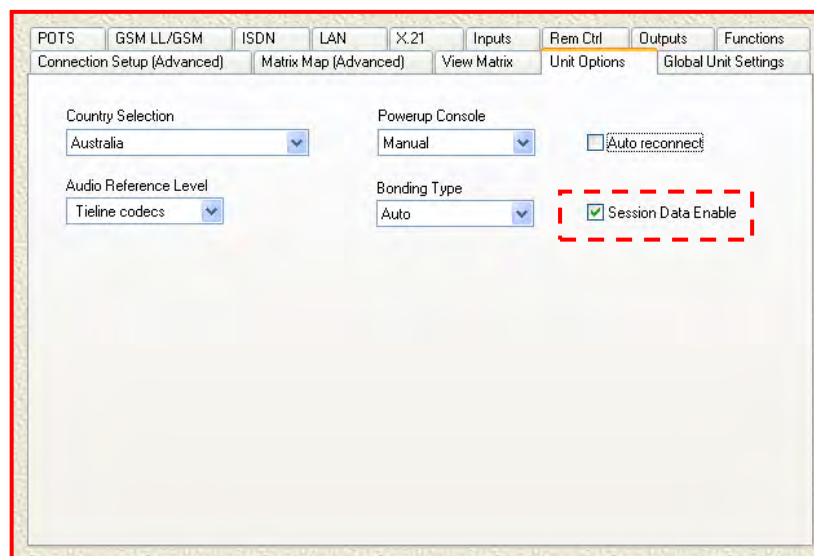 POTS GSM LL/GSM ISDN LAN X.21 Inputs Rem Ctrl Outputs Functions
Connection Setup (Advanced) Matrix Map (Advanced) View Matrix Unit Options Global Unit Settings
Country Selection Powerup Console
Australia Manual Auto reconnect
Audio Reference Level Bonding Type
Tieline codecs Auto Session Data Enable